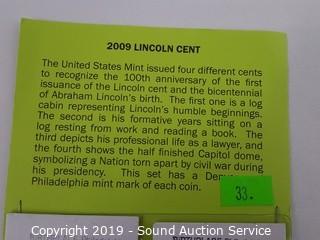 2009 LINCOLN CENT
The United States Mint issued four different cents
to recognize the 100th anniversary of the first
issuance of the Lincoln cent and the bicentennial
of Abraham Lincoln's birth. The first one is a log
cabin representing Lincoln's humble beginnings.
The second is his formative years sitting on a
log resting from work and reading a book. The
third depicts his professional life as a lawyer, and
the fourth shows the half finished Capitol dome,
symbolizing a Nation torn apart by civil war during
his presidency. This set has a
Philadelphia mint mark of each coin.
33.
Copyright 2019 - Sound Auction Service